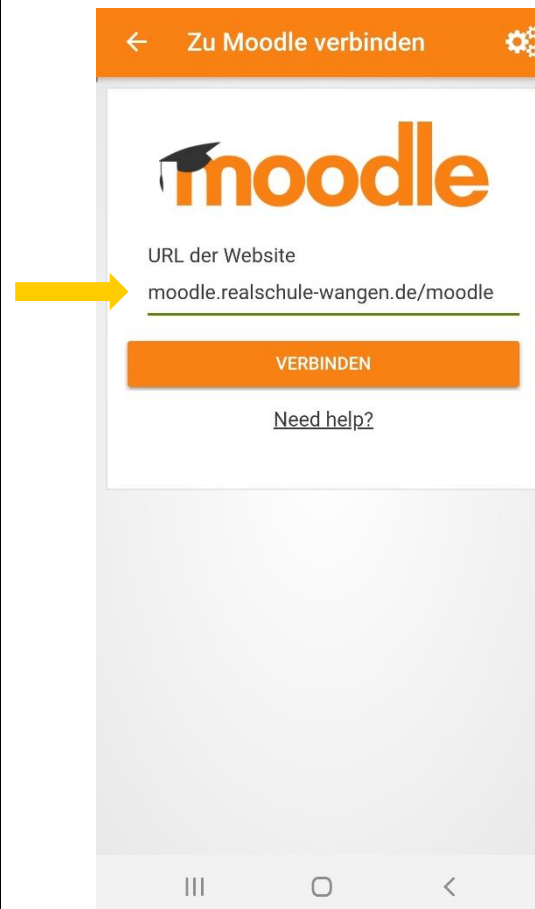 Zu Moodle verbinden
moodle
URL der Website
moodle.realschule-wangen.de/moodle
VERBINDEN
Need help?